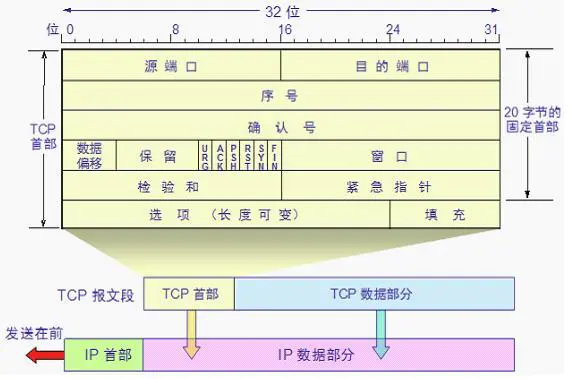 32 位
位 0 8 16 24 31
源 端 口 目 的 端 口
序 号
确 认 号
数据
偏移
保 留
URG
ACK
PSH
RST
SYN
FIN
窗 口
检 验 和 紧 急 指 针
选 项 (长 度 可 变) 填 充
TCP
首部
20 字节的
固定首部
TCP 报文段 TCP 首部 TCP 数据部分
发送在前
IP 首部 IP 数据部分